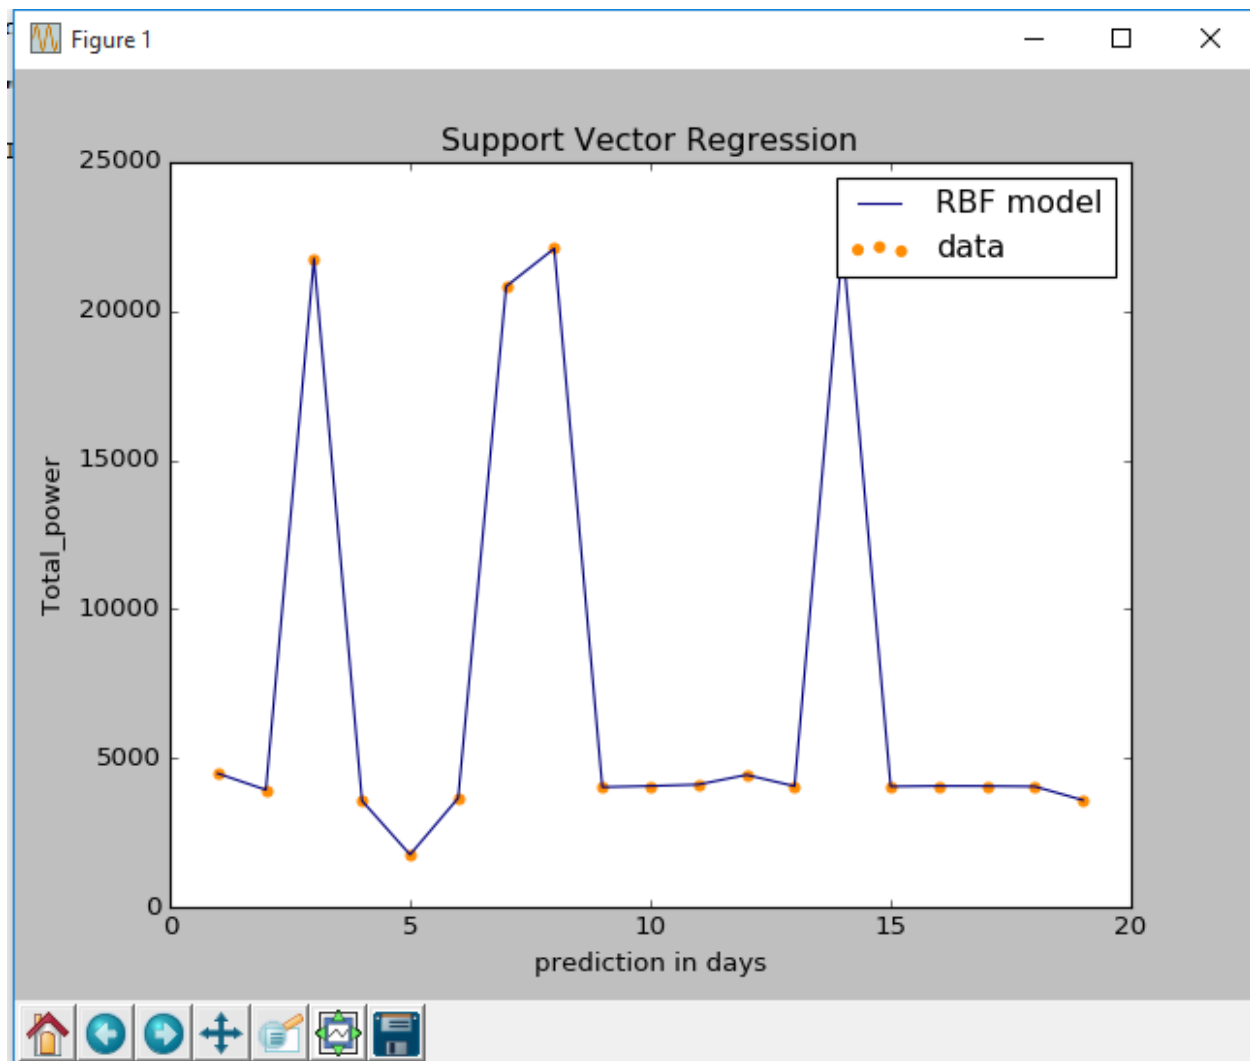 Figure 1
Support Vector Regression
25000
20000
15000
10000
5000
0
Total_power
RBF model
data
0 5 10 15 20
prediction in days